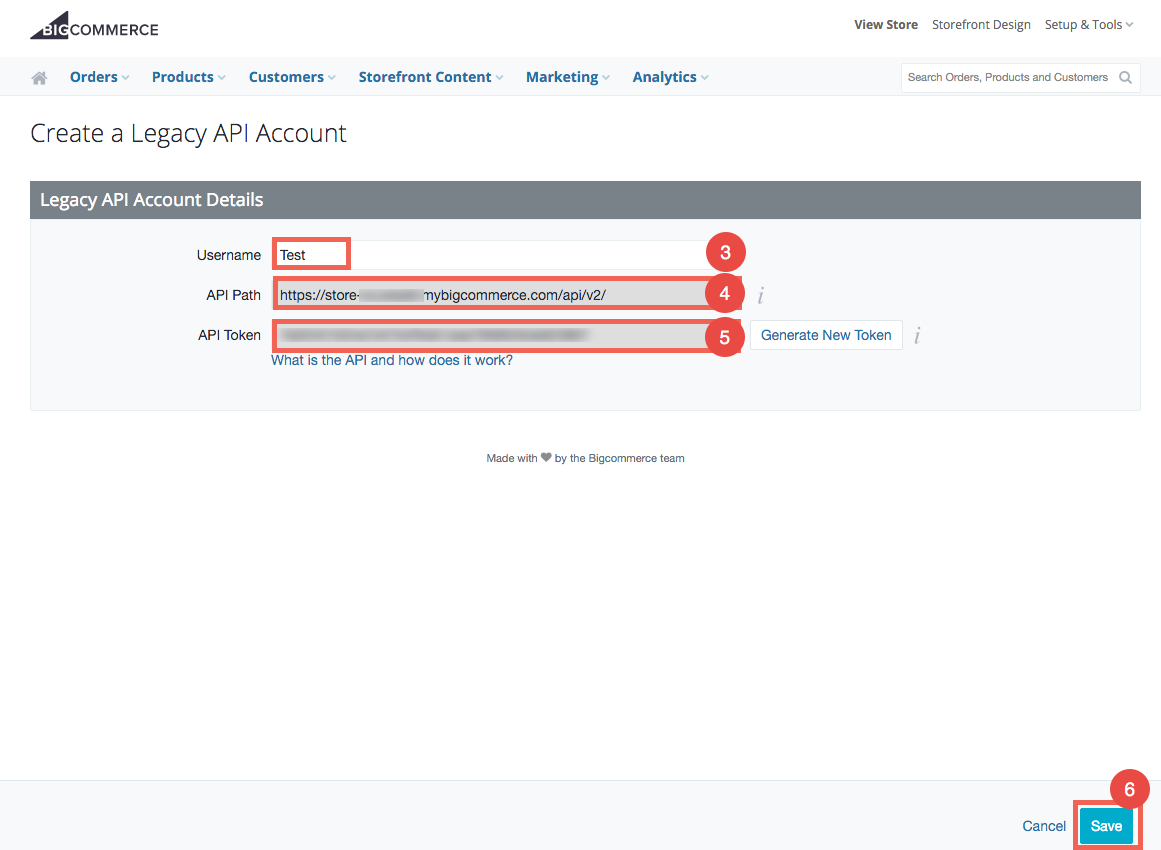 BIGCOMMERCE
View Store Storefront Design Setup & Tools
Orders Products Customers Storefront Content Marketing Analytics Search Orders, Products and Customers
Create a Legacy API Account
Legacy API Account Details
Username Test 3
API Path https://store- mybigcommerce.com/api/v2/ 4 i
API Token 5 Generate New Token i
What is the API and how does it work?
Made with ♥ by the Bigcommerce team
6
Cancel Save